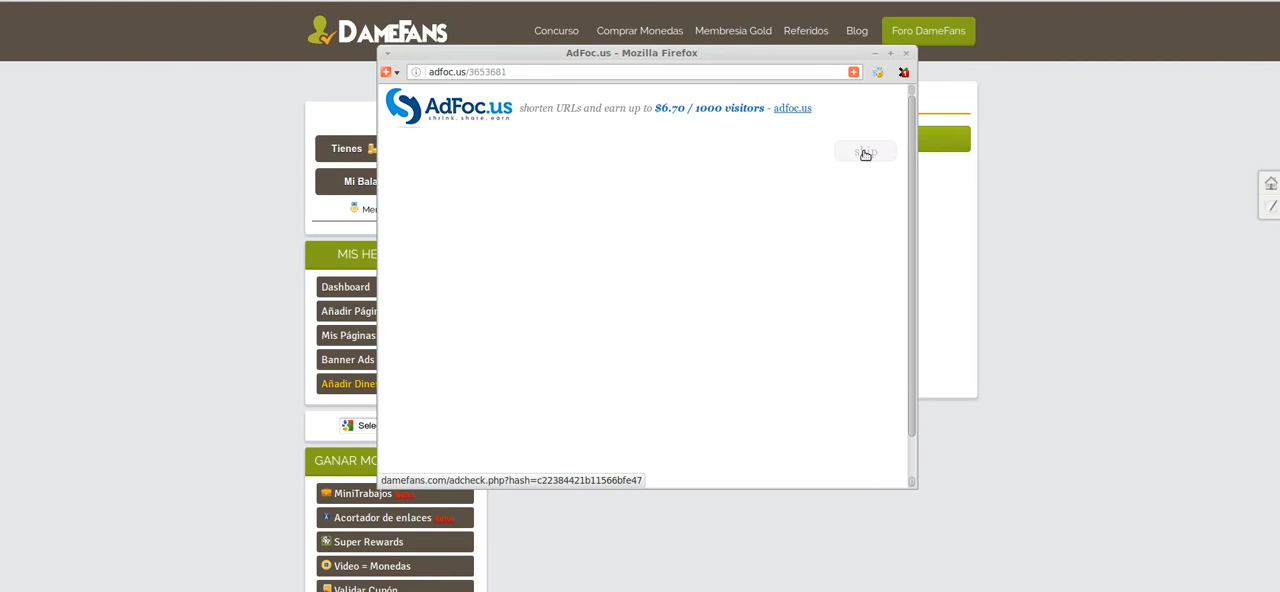 DAMEFANS
Concurso Comprar Monedas Membresia Gold Referidos Blog Foro DameFans
AdFoc.us - Mozilla Firefox
adfoc.us/3653681
AdFoc.us
shrink.share.earn
shorten URLs and earn up to $6.70 / 1000 visitors - adfoc.us
skip
Tienes
Mi Bala
Me
MIS HE
Dashboard
Añadir Págin
Mis Páginas
Banner Ads
Añadir Dine
Sele
GANAR MO
damefans.com/adcheck.php?hash=c22384421b11566bfe47
MiniTrabajos
Acortador de enlaces
Super Rewards
Video = Monedas
Validar Cupón